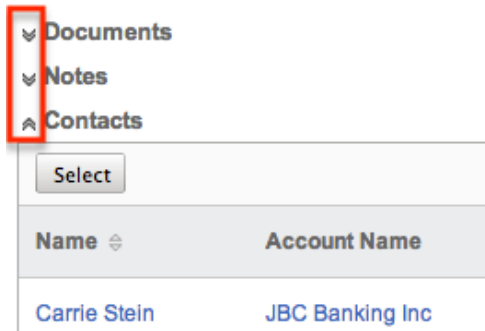 Documents
Notes
Contacts
Select
Name Account Name
Carrie Stein JBC Banking Inc